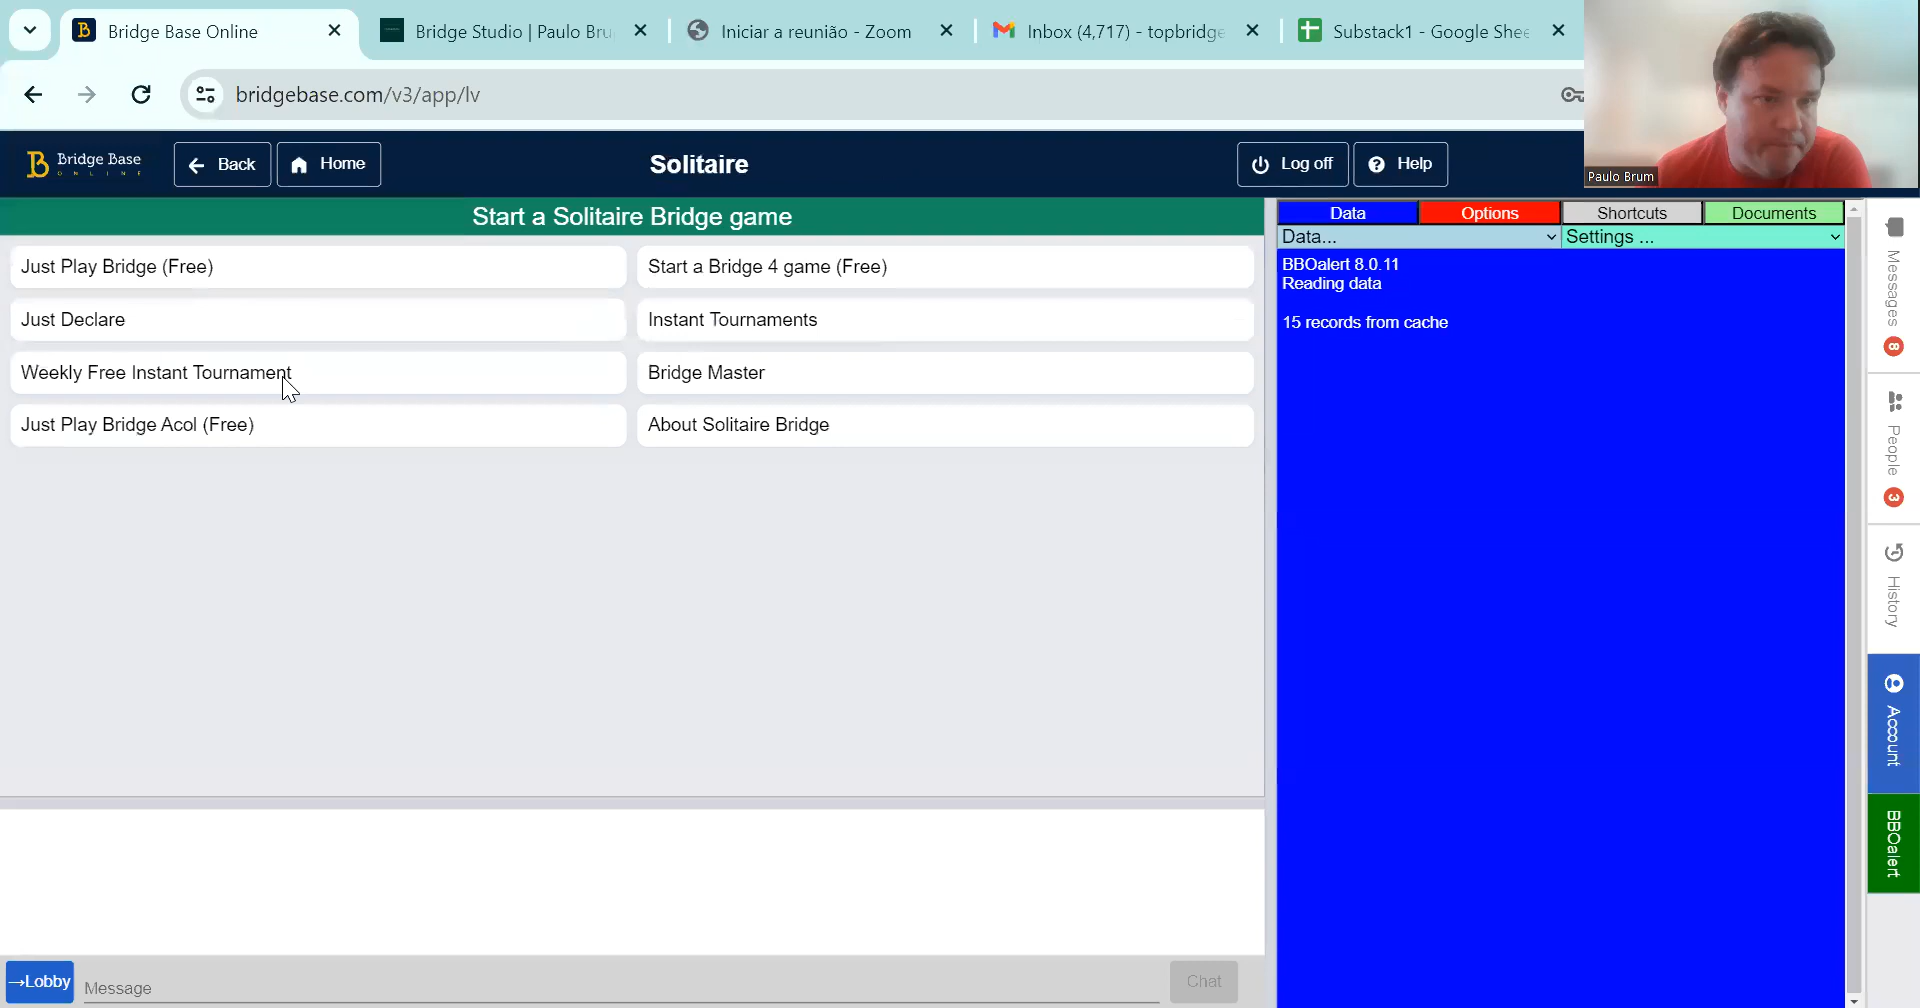 Bridge Base Online
Bridge Studio | Paulo Bru
Iniciar a reunião - Zoom
Inbox (4,717) - topbridge
Substack1 - Google Shee
bridgebase.com/v3/app/lv
Paulo Brum
Bridge Base
ONLINE
Back
Home
Solitaire
Log off
Help
Start a Solitaire Bridge game
Just Play Bridge (Free)
Start a Bridge 4 game (Free)
Just Declare
Instant Tournaments
Weekly Free Instant Tournament
Bridge Master
Just Play Bridge Acol (Free)
About Solitaire Bridge
Data
Options
Shortcuts
Documents
Data...
Settings ...
BBOalert 8.0.11
Reading data
15 records from cache
Messages
8
People
3
History
Account
BBOalert
→Lobby
Message
Chat